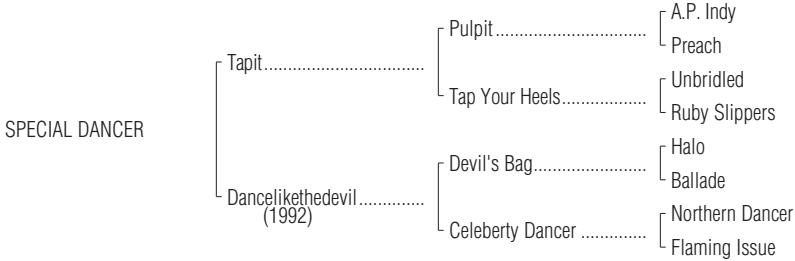 A.P. Indy
Pulpit..................................
Preach
Tapit....................................
Unbridled
Tap Your Heels...................
Ruby Slippers
SPECIAL DANCER
Halo
Devil's Bag.........................
Ballade
Dancelikethedevil..............
(1992)
Northern Dancer
Celeberty Dancer ..............
Flaming Issue